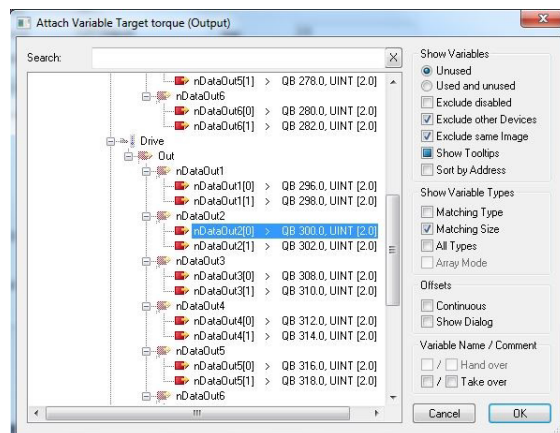 Attach Variable Target torque (Output)
Search:
X
nDataOut5[1] > QB 278.0, UINT [2.0]
nDataOut6
nDataOut6[0] > QB 280.0, UINT [2.0]
nDataOut6[1] > QB 282.0, UINT [2.0]
Drive
Out
nDataOut1
nDataOut1[0] > QB 296.0, UINT [2.0]
nDataOut1[1] > QB 298.0, UINT [2.0]
nDataOut2
nDataOut2[0] > QB 300.0, UINT [2.0]
nDataOut2[1] > QB 302.0, UINT [2.0]
nDataOut3
nDataOut3[0] > QB 308.0, UINT [2.0]
nDataOut3[1] > QB 310.0, UINT [2.0]
nDataOut4
nDataOut4[0] > QB 312.0, UINT [2.0]
nDataOut4[1] > QB 314.0, UINT [2.0]
nDataOut5
nDataOut5[0] > QB 316.0, UINT [2.0]
nDataOut5[1] > QB 318.0, UINT [2.0]
nDataOut6
Show Variables
Unused
Used and unused
Exclude disabled
Exclude other Devices
Exclude same Image
Show Tooltips
Sort by Address
Show Variable Types
Matching Type
Matching Size
All Types
Array Mode
Offsets
Continuous
Show Dialog
Variable Name / Comment
/ Hand over
/ Take over
Cancel
OK